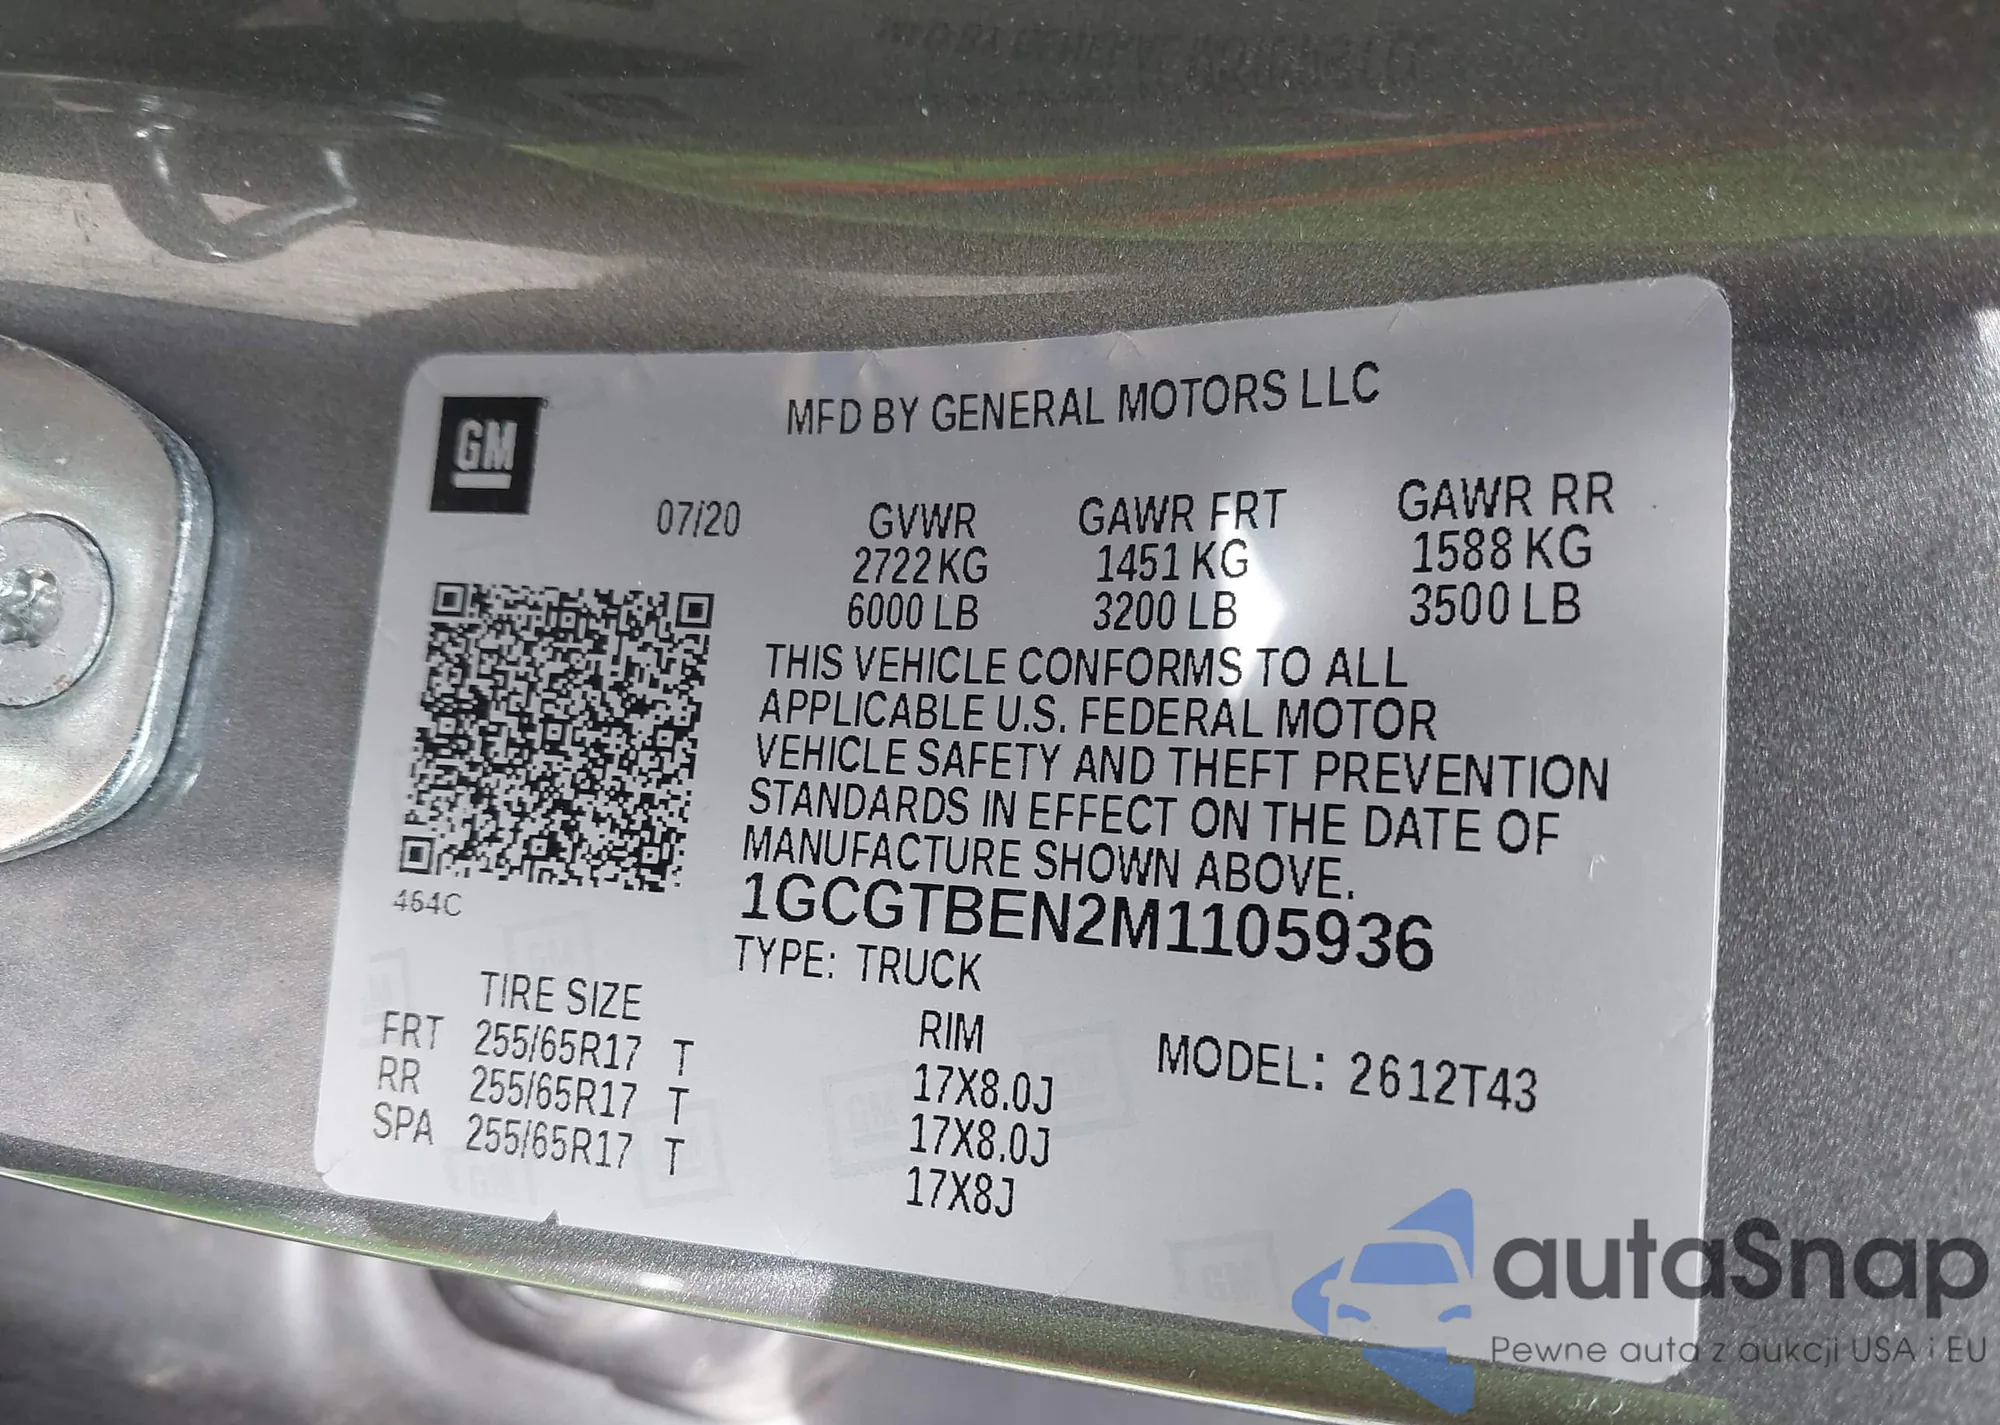 MFD BY GENERAL MOTORS LLC
GM
07/20 GVWR GAWR FRT GAWR RR
2722KG 1451 KG 1588 KG
6000 LB 3200 LB 3500 LB
THIS VEHICLE CONFORMS TO ALL
APPLICABLE U.S. FEDERAL MOTOR
VEHICLE SAFETY AND THEFT PREVENTION
STANDARDS IN EFFECT ON THE DATE OF
MANUFACTURE SHOWN ABOVE.
464C
1GCGTBEN2M1105936
TYPE: TRUCK
TIRE SIZE RIM MODEL: 2612T43
FRT 255/65R17 T 17X8.0J
RR 255/65R17 T 17X8.0J
SPA 255/65R17 T 17X8J
autaSnap
Pewne auta z aukcji USA i EU